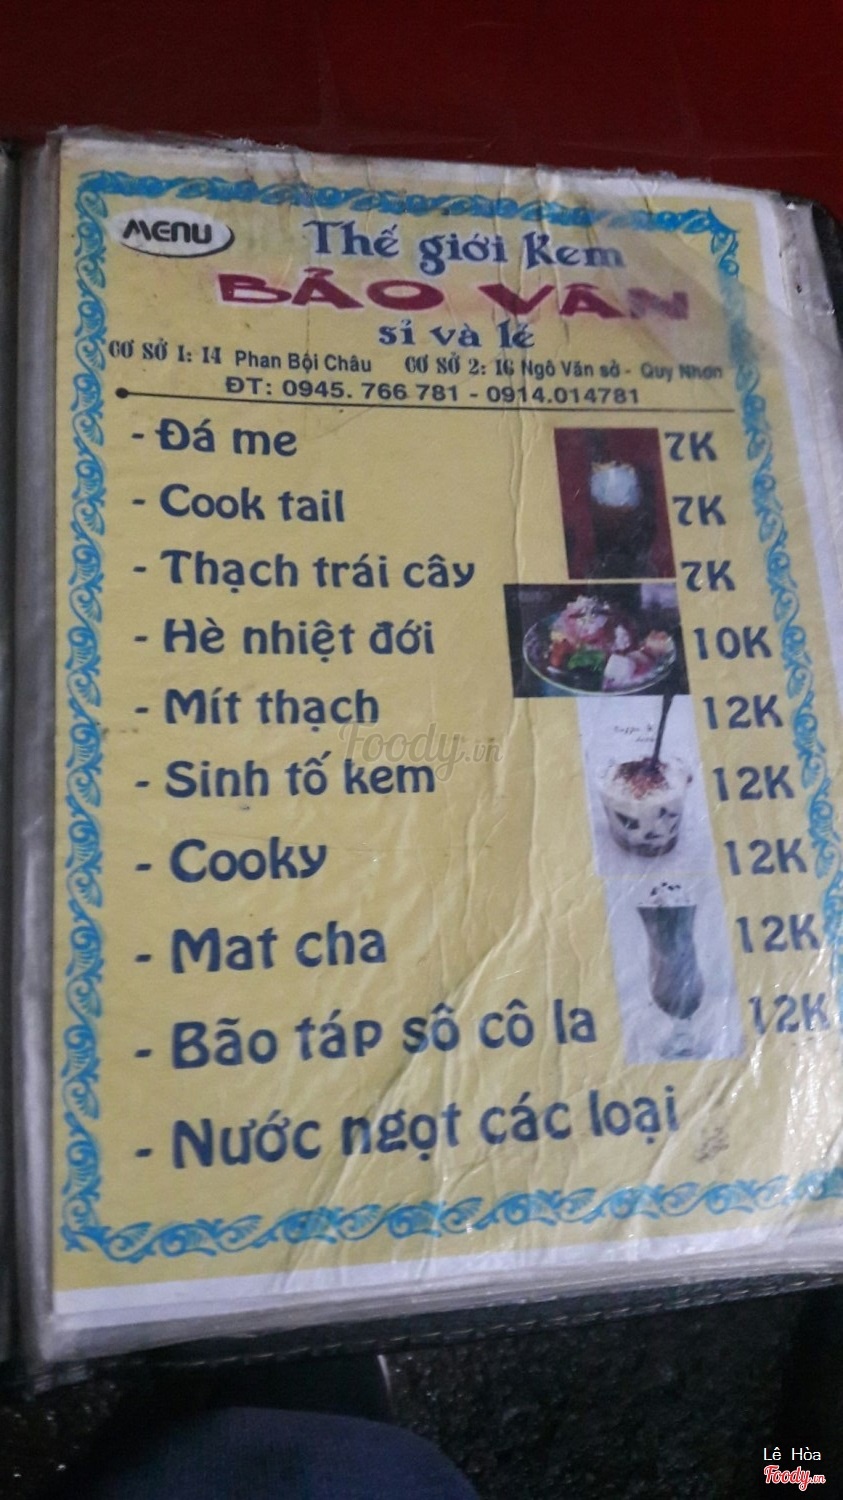 MENU
Thế giới Kem
BẢO VÂN
sỉ và lẻ
CƠ SỞ 1: 14 Phan Bội Châu CƠ SỞ 2: 16 Ngô Văn sở - Quy Nhơn
ĐT: 0945. 766 781 - 0914.014781
- Đá me 7K
- Cook tail 7K
- Thạch trái cây 7K
- Hè nhiệt đới 10K
- Mít thạch 12K
- Sinh tố kem 12K
- Cooky 12K
- Mat cha 12K
- Bão táp sô cô la 12K
- Nước ngọt các loại
Foody.vn
Lê Hòa
Foody.vn